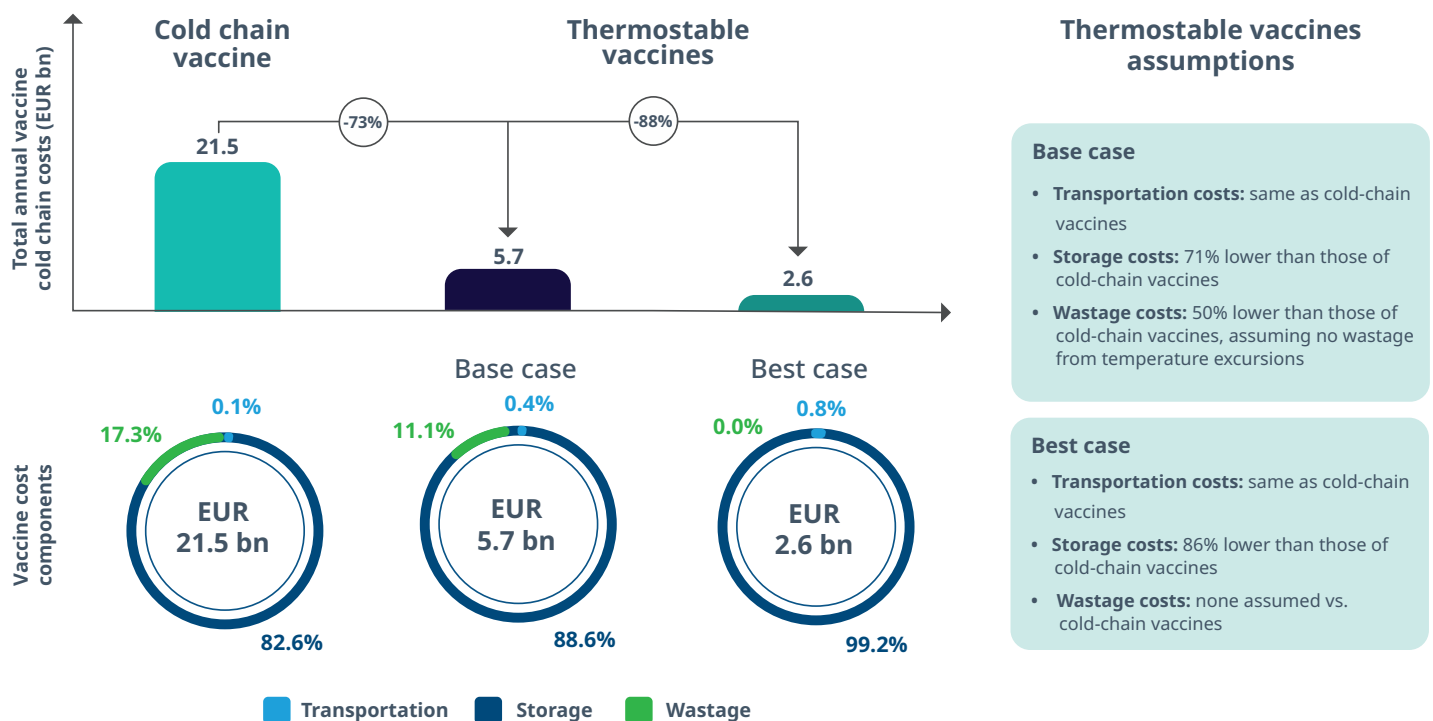 Cold chain
vaccine
Thermostable
vaccines
Thermostable vaccines
assumptions
Total annual vaccine
cold chain costs (EUR bn)
-73%
-88%
21.5
5.7
2.6
Base case
• Transportation costs: same as cold-chain
vaccines
• Storage costs: 71% lower than those of
cold-chain vaccines
• Wastage costs: 50% lower than those of
cold-chain vaccines, assuming no wastage
from temperature excursions
Best case
• Transportation costs: same as cold-chain
vaccines
• Storage costs: 86% lower than those of
cold-chain vaccines
• Wastage costs: none assumed vs.
cold-chain vaccines
Base case
Best case
Vaccine cost
components
0.1%
17.3%
EUR
21.5 bn
82.6%
0.4%
11.1%
EUR
5.7 bn
88.6%
0.8%
0.0%
EUR
2.6 bn
99.2%
Transportation
Storage
Wastage